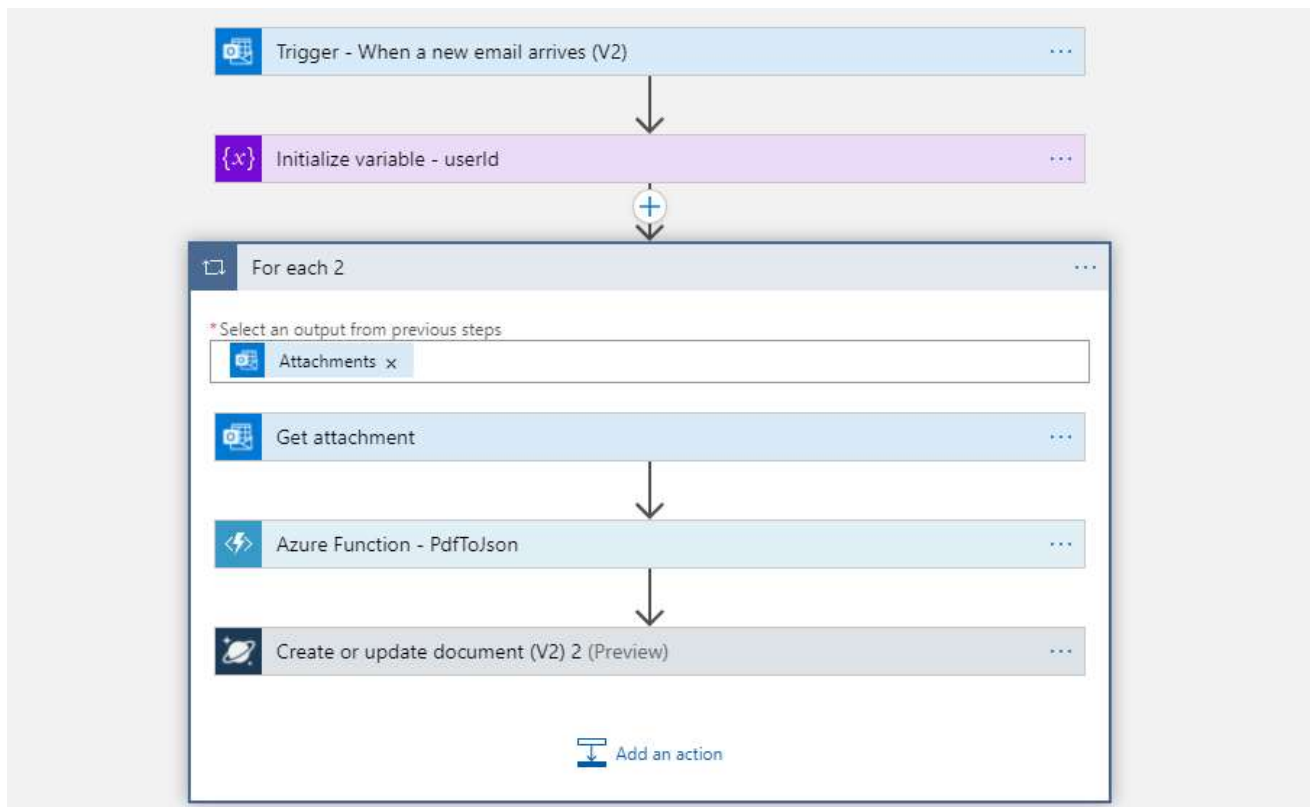 Trigger - When a new email arrives (V2)
{x} Initialize variable - userId
For each 2
* Select an output from previous steps
Attachments x
Get attachment
Azure Function - PdfToJson
Create or update document (V2) 2 (Preview)
Add an action